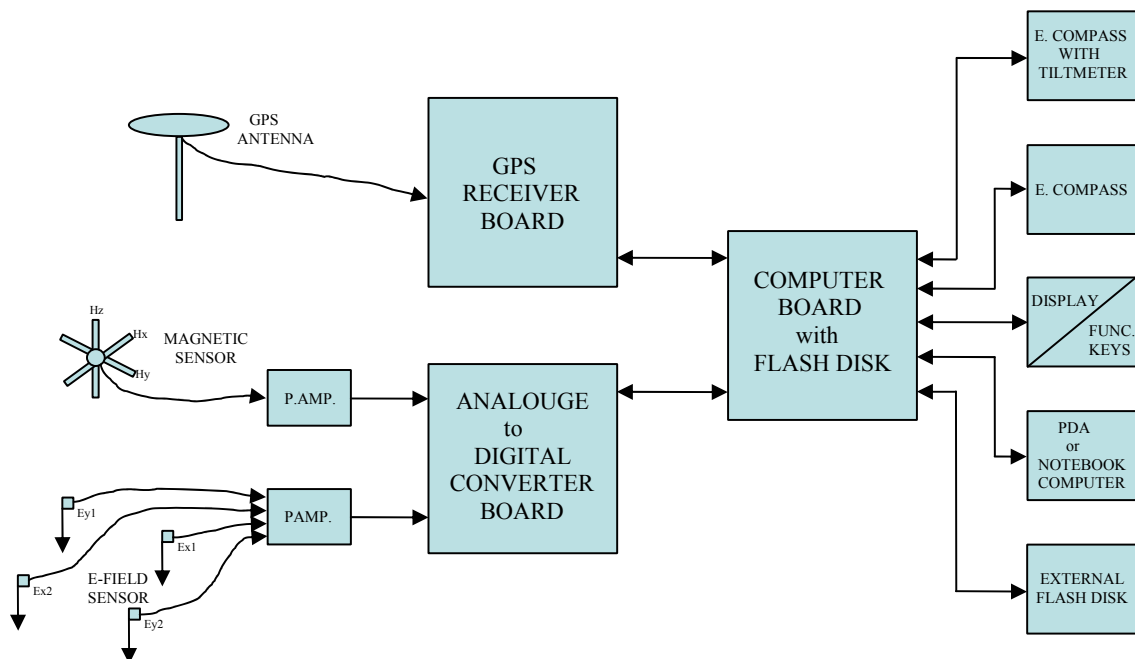 GPS
ANTENNA
GPS
RECEIVER
BOARD
Hz
Hx
Hy
MAGNETIC
SENSOR
P.AMP.
ANALOUGE
to
DIGITAL
CONVERTER
BOARD
Ey1
Ex1
Ex2
Ey2
E-FIELD
SENSOR
PAMP.
COMPUTER
BOARD
with
FLASH DISK
E. COMPASS
WITH
TILTMETER
E. COMPASS
DISPLAY
FUNC.
KEYS
PDA
or
NOTEBOOK
COMPUTER
EXTERNAL
FLASH DISK